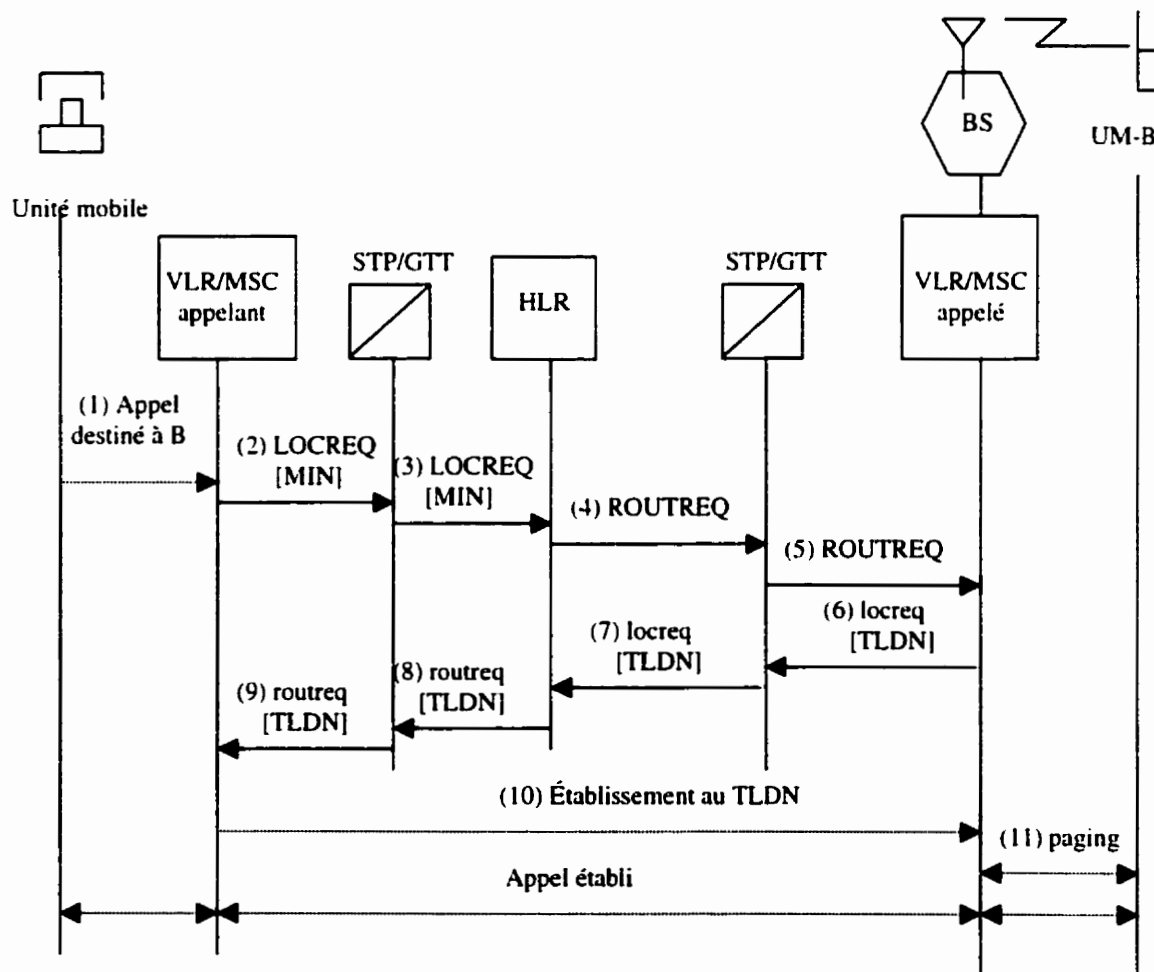 BS
UM-B
Unité mobile
VLR/MSC
appelant
STP/GTT
HLR
STP/GTT
VLR/MSC
appelé
(1) Appel
destiné à B
(2) LOCREQ
[MIN]
(3) LOCREQ
[MIN]
(4) ROUTREQ
(5) ROUTREQ
(6) locreq
[TLDN]
(7) locreq
[TLDN]
(8) routreq
[TLDN]
(9) routreq
[TLDN]
(10) Établissement au TLDN
(11) paging
Appel établi